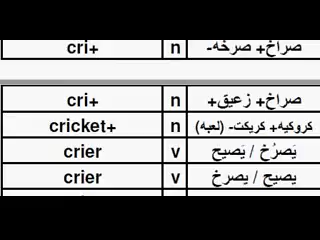 cri+ n صراخ+ صرخه-
cri+ n صراخ+ زعيق+
cricket+ n كروكيه+ كريكت- (لعبه)
crier v يَصرُخ / يَصيح
crier v يصيح / يصرخ